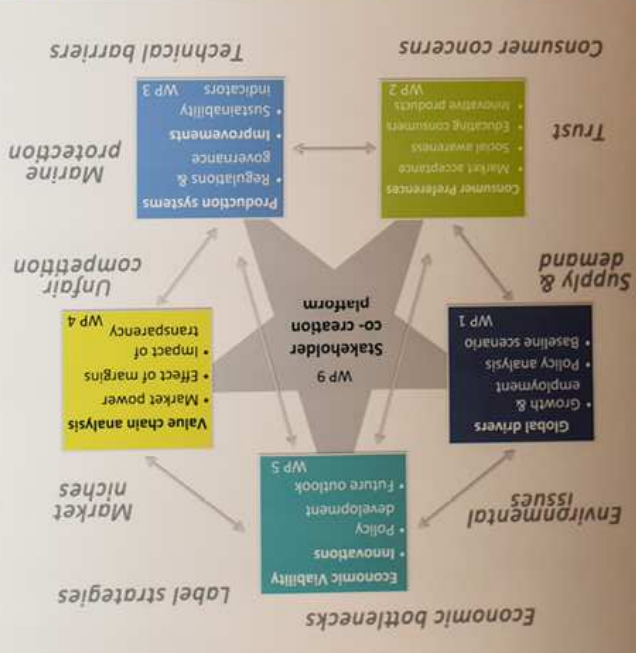 Economic bottlenecks
Label strategies
Economic Viability
• Innovations
• Policy
development
• Future outlook
WP 5
Environmental
issues
Market
niches
Global drivers
• Growth &
employment
• Policy analysis
• Baseline scenario
WP 1
WP 9
Stakeholder
co- creation
platform
Value chain analysis
• Market power
• Effect of margins
• Impact of
transparency
WP 4
Supply &
demand
Unfair
competition
Consumer Preferences
• Market acceptance
• Social awareness
• Educating consumers
• Innovative products
WP 2
Production systems
• Regulations &
governance
• Improvements
• Sustainability
indicators WP 3
Trust
Marine
protection
Consumer concerns
Technical barriers